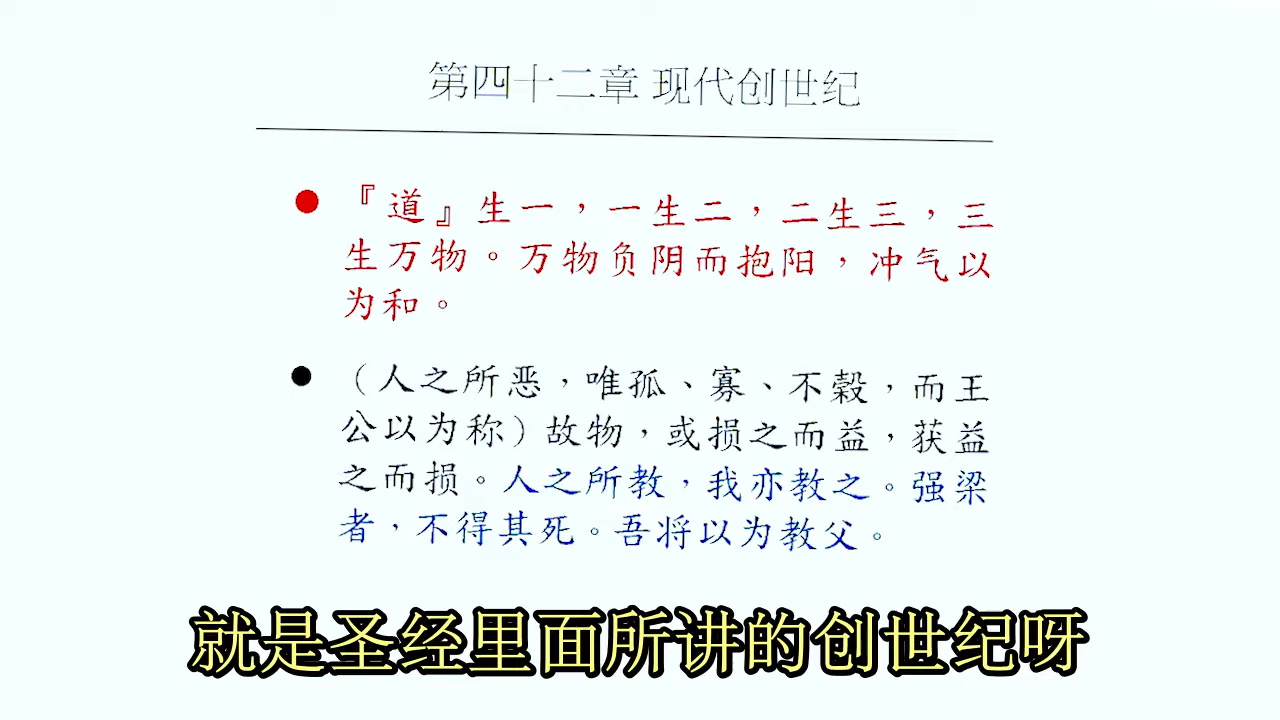 第四十二章 现代创世纪
『道』生一，一生二，二生三，三
生万物。万物负阴而抱阳，冲气以
为和。
（人之所恶，唯孤、寡、不穀，而王
公以为称）故物，或损之而益，获益
之而损。人之所教，我亦教之。强梁
者，不得其死。吾将以为教父。
就是圣经里面所讲的创世纪呀